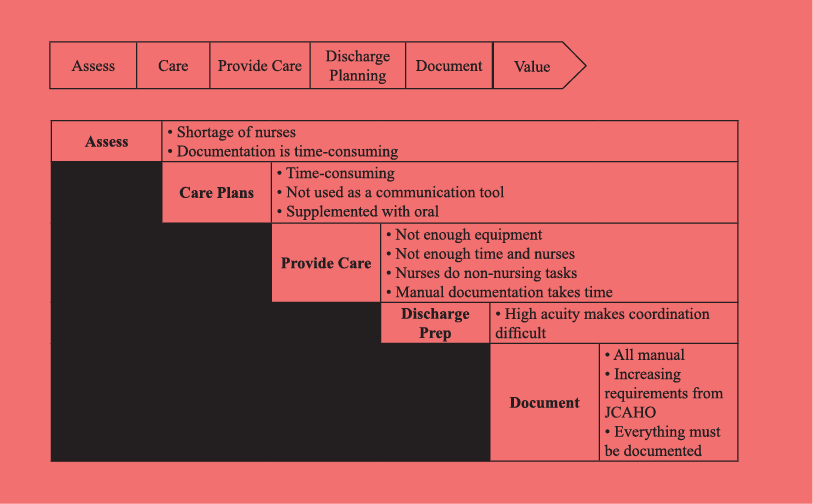 Assess
Care
Provide Care
Discharge
Planning
Document
Value
Assess
• Shortage of nurses
• Documentation is time-consuming
Care Plans
• Time-consuming
• Not used as a communication tool
• Supplemented with oral
Provide Care
• Not enough equipment
• Not enough time and nurses
• Nurses do non-nursing tasks
• Manual documentation takes time
Discharge
Prep
• High acuity makes coordination
difficult
Document
• All manual
• Increasing
requirements from
JCAHO
• Everything must
be documented